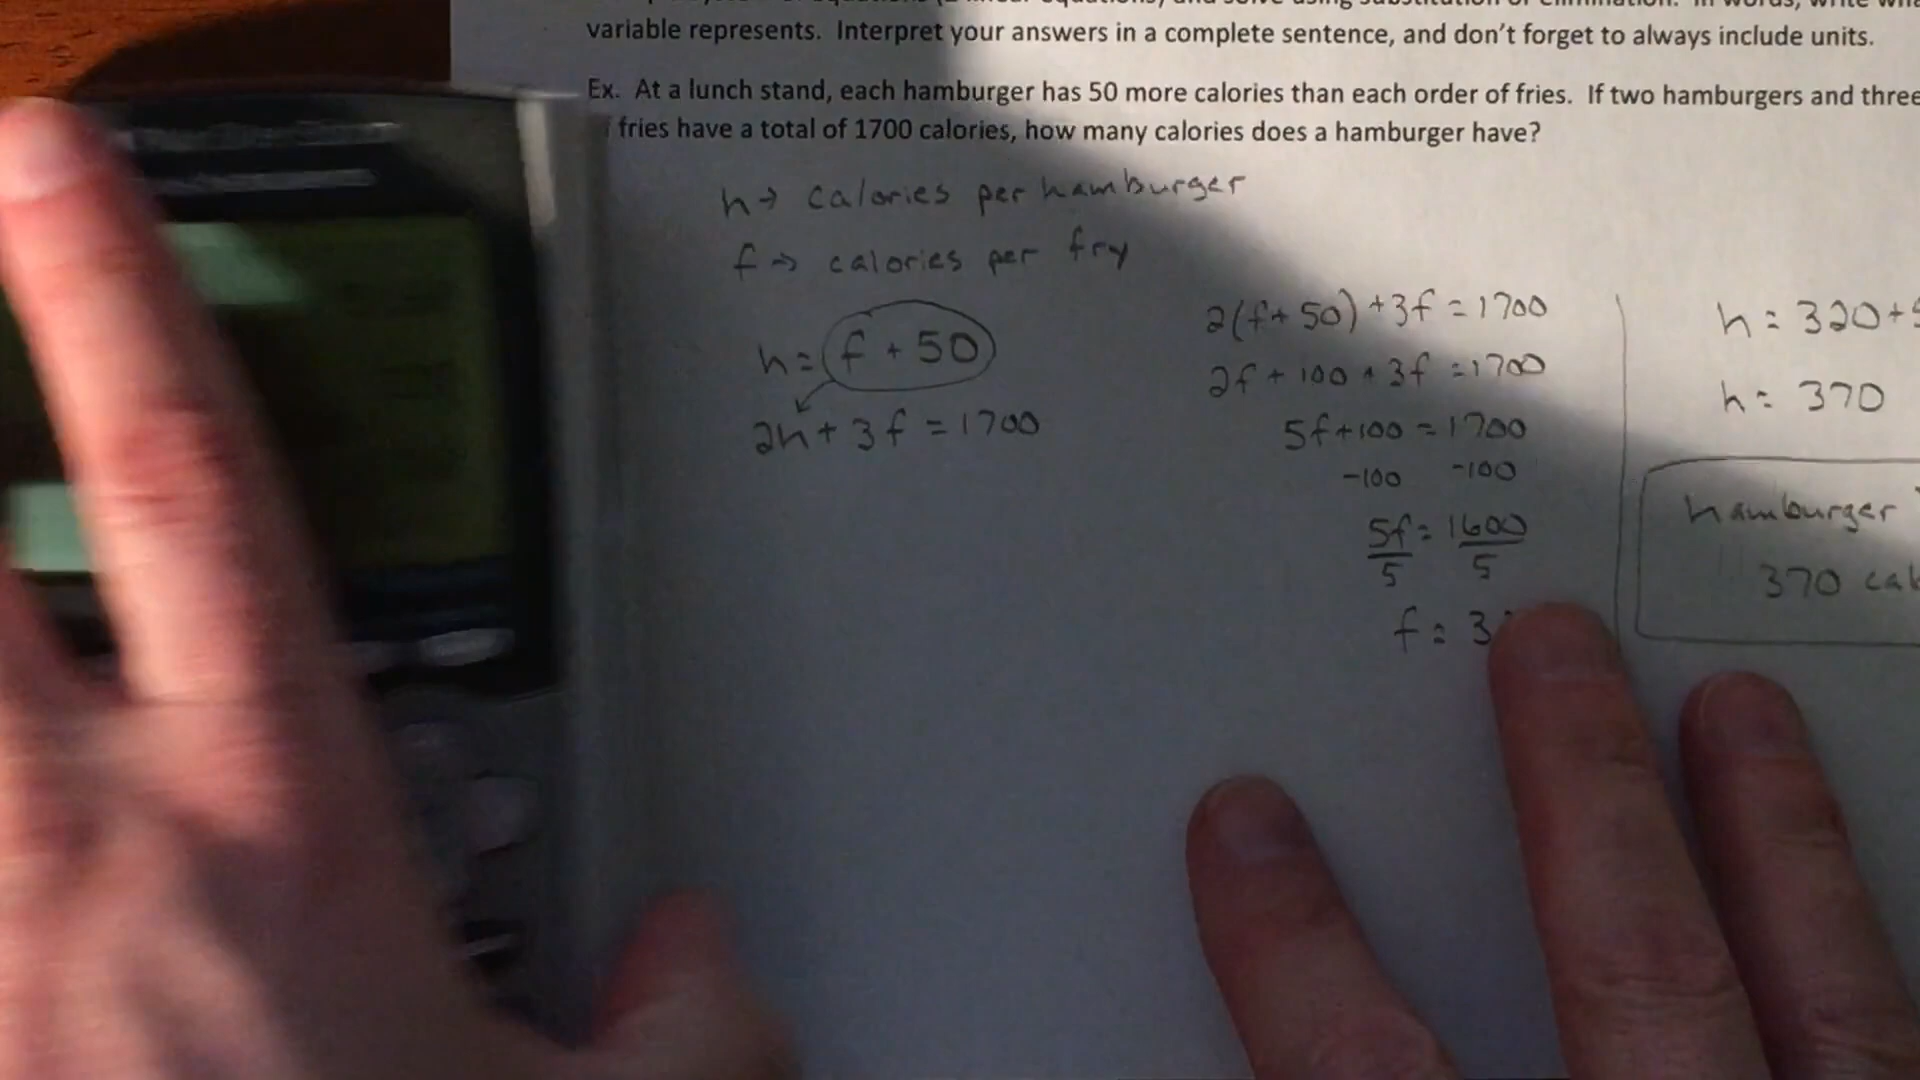 variable represents. Interpret your answers in a complete sentence, and don't forget to always include units.
Ex. At a lunch stand, each hamburger has 50 more calories than each order of fries. If two hamburgers and three
fries have a total of 1700 calories, how many calories does a hamburger have?
h → calories per hamburger
f → calories per fry
h = f + 50
2h + 3f = 1700
2(f + 50) + 3f = 1700
2f + 100 + 3f = 1700
5f + 100 = 1700
-100 -100
5f = 1600
5 5
f = 3
h = 320 +
h = 370
hamburger
370 cal